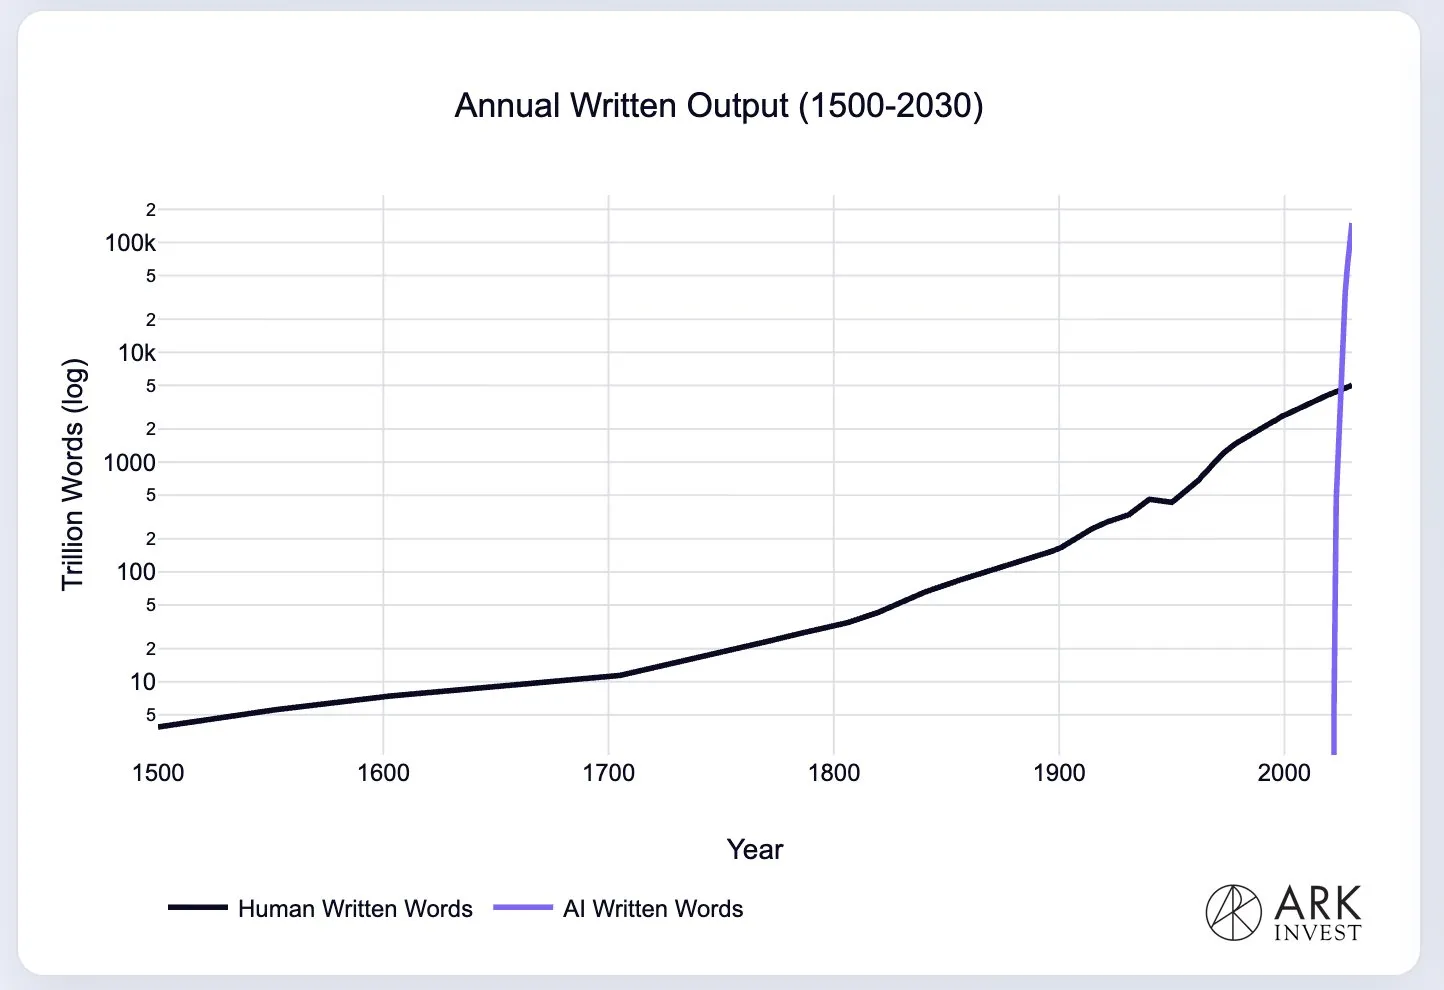 Annual Written Output (1500-2030)
2
100k
5
2
10k
5
2
1000
5
2
100
5
2
10
5
Trillion Words (log)
1500 1600 1700 1800 1900 2000
Year
Human Written Words AI Written Words
ARK
INVEST